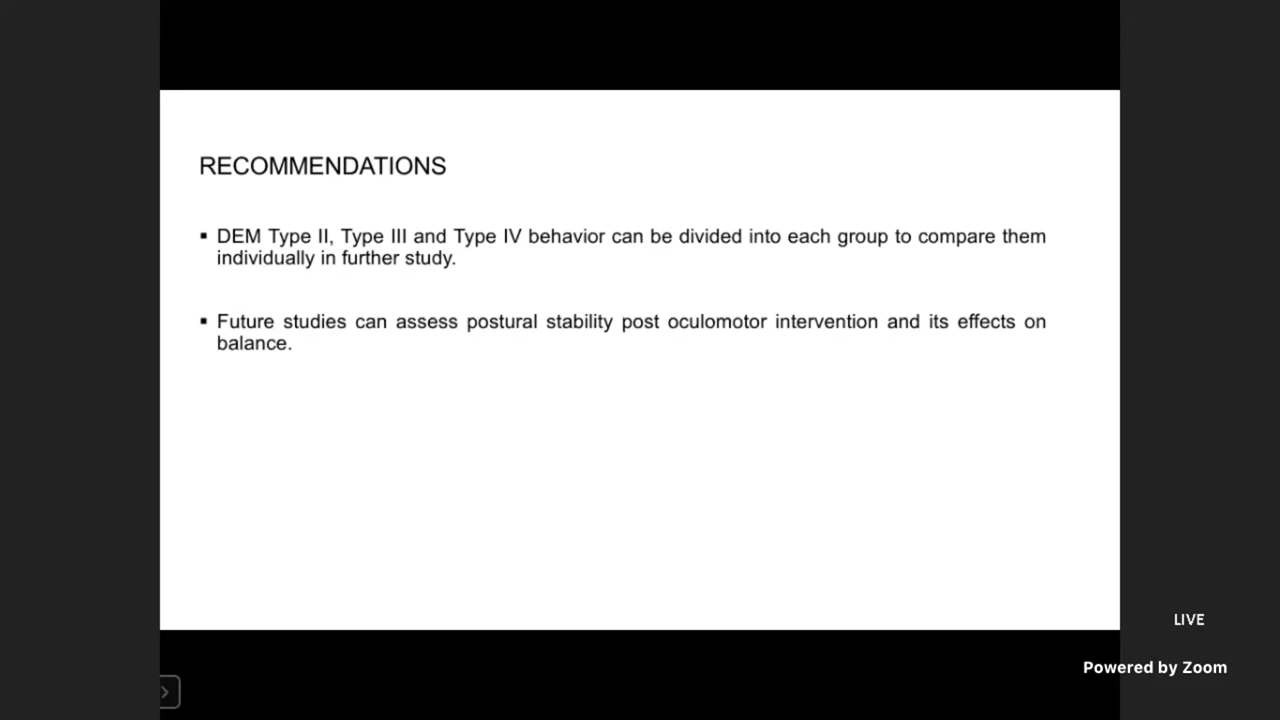 RECOMMENDATIONS
▪ DEM Type II, Type III and Type IV behavior can be divided into each group to compare them
individually in further study.
▪ Future studies can assess postural stability post oculomotor intervention and its effects on
balance.
LIVE
Powered by Zoom